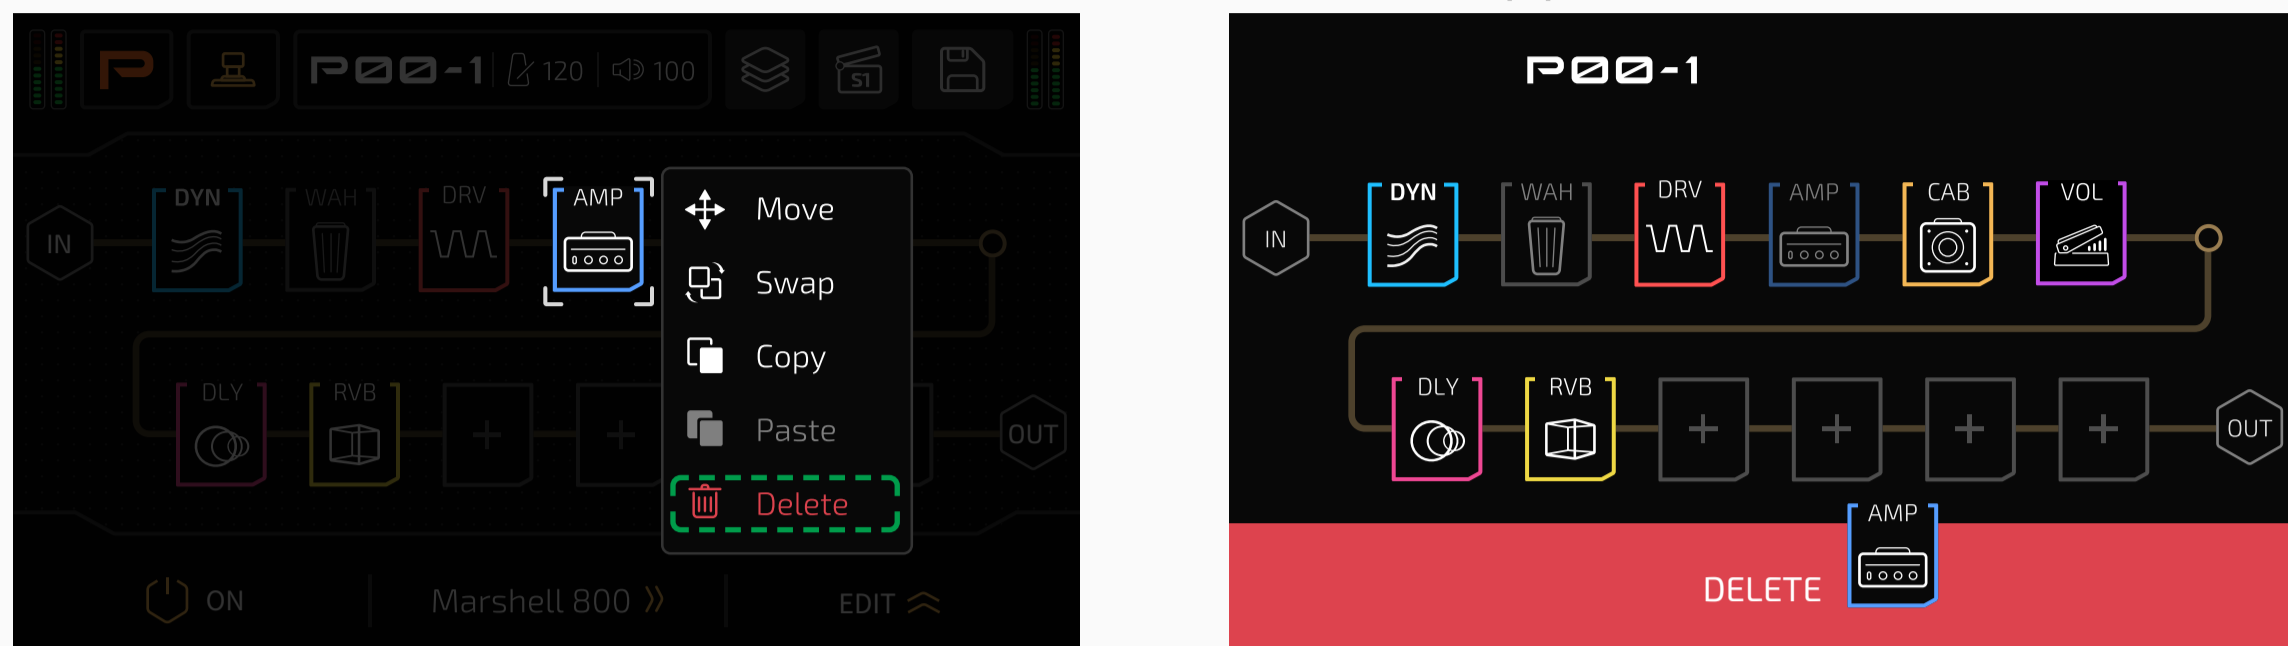 P00-1 120 100 S1
DYN WAH DRV AMP
IN
Move
Swap
Copy
Paste
Delete
DLY RVB
OUT
ON Marshell 800 EDIT
P00-1
DYN WAH DRV AMP CAB VOL
IN
DLY RVB
OUT
AMP
DELETE